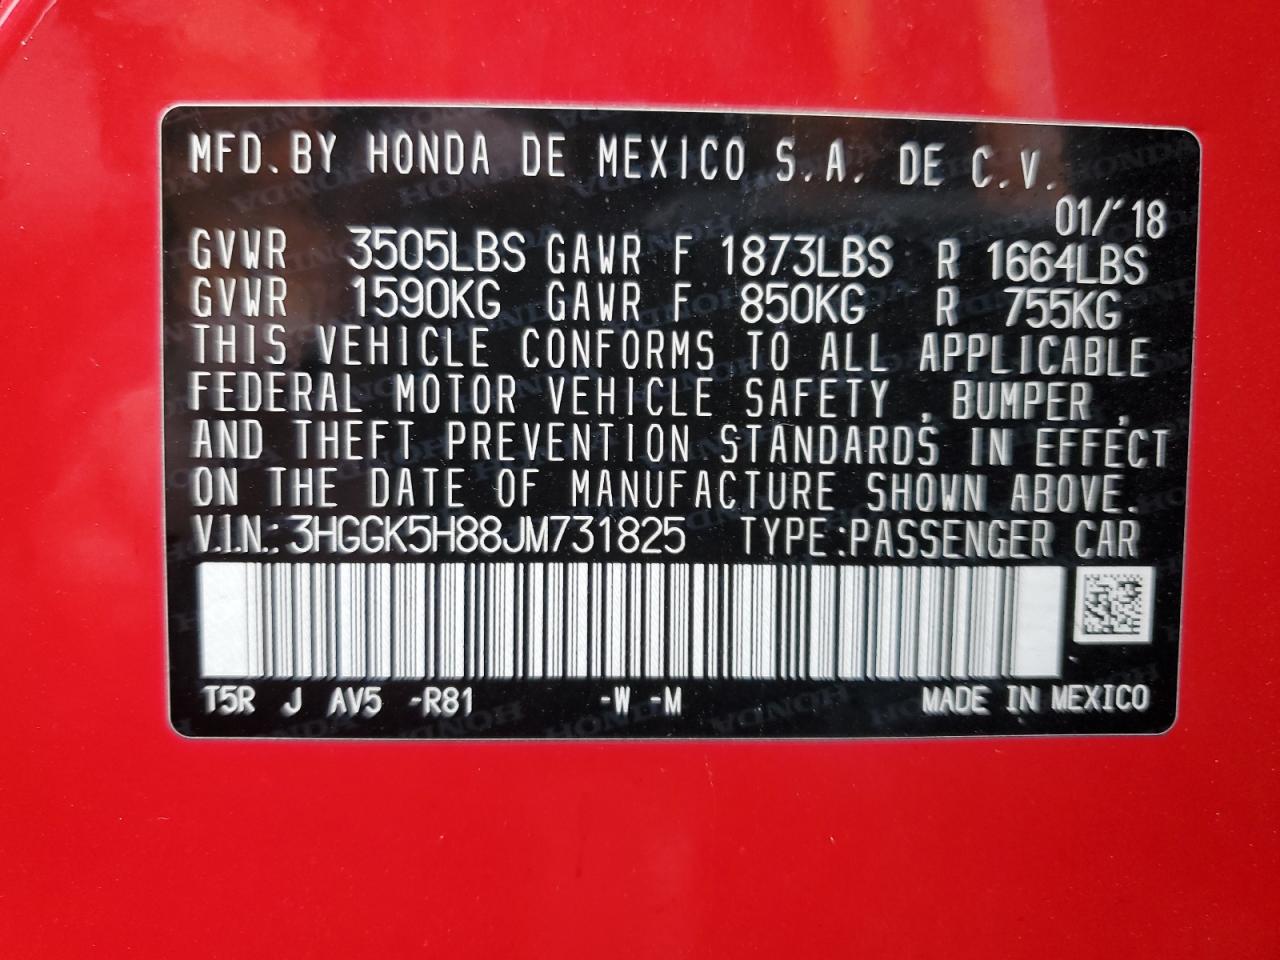 MFD. BY HONDA DE MEXICO S.A. DE C.V.
01/'18
GVWR 3505LBS GAWR F 1873LBS R 1664LBS
GVWR 1590KG GAWR F 850KG R 755KG
THIS VEHICLE CONFORMS TO ALL APPLICABLE
FEDERAL MOTOR VEHICLE SAFETY , BUMPER ,
AND THEFT PREVENTION STANDARDS IN EFFECT
ON THE DATE OF MANUFACTURE SHOWN ABOVE.
V.I.N.: 3HGGK5H88JM731825 TYPE:PASSENGER CAR
T5R J AV5 -R81 -W -M MADE IN MEXICO